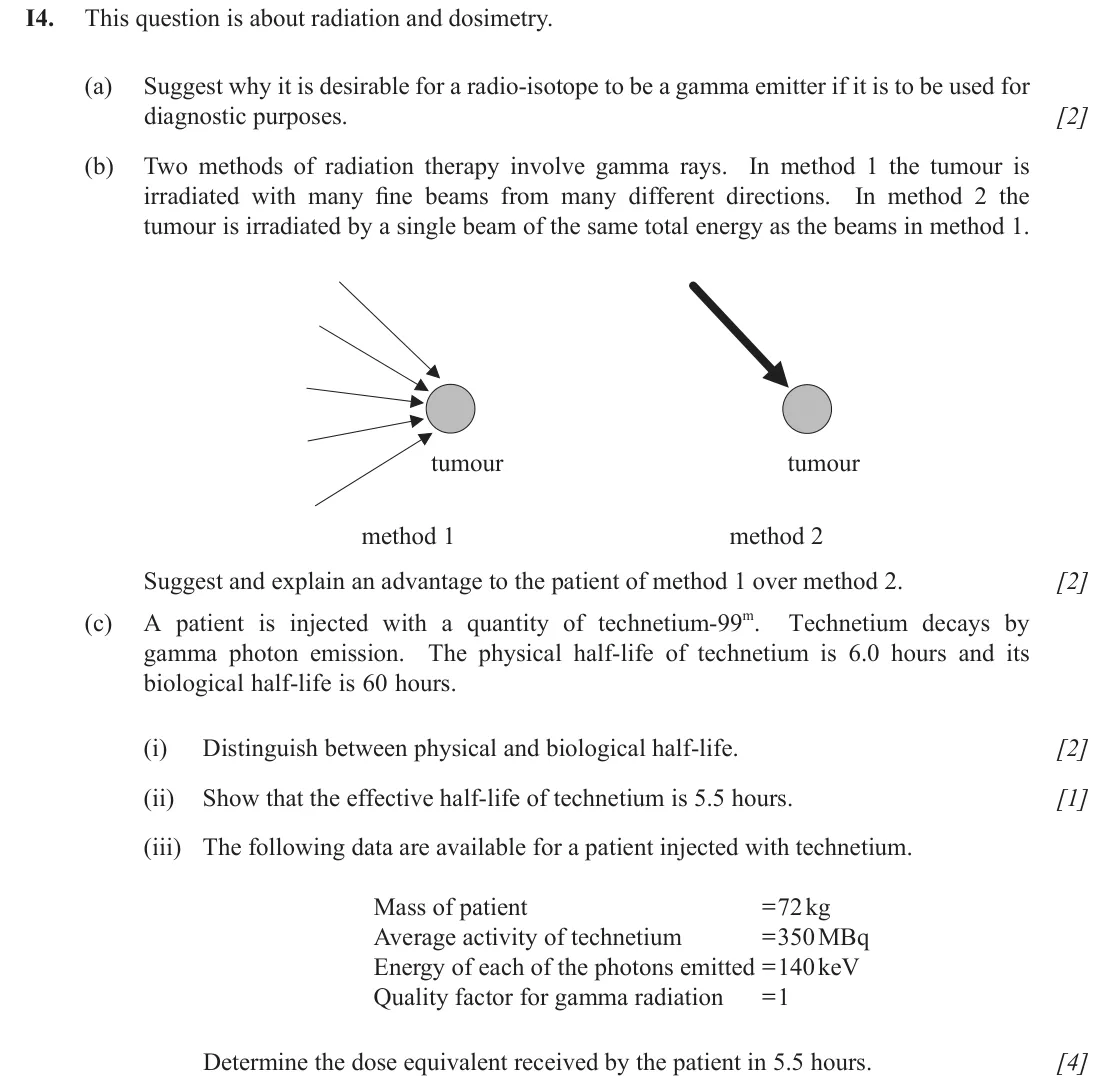 I4. This question is about radiation and dosimetry.
(a) Suggest why it is desirable for a radio-isotope to be a gamma emitter if it is to be used for
diagnostic purposes. [2]
(b) Two methods of radiation therapy involve gamma rays. In method 1 the tumour is
irradiated with many fine beams from many different directions. In method 2 the
tumour is irradiated by a single beam of the same total energy as the beams in method 1.
tumour tumour
method 1 method 2
Suggest and explain an advantage to the patient of method 1 over method 2. [2]
(c) A patient is injected with a quantity of technetium-99ᵐ. Technetium decays by
gamma photon emission. The physical half-life of technetium is 6.0 hours and its
biological half-life is 60 hours.
(i) Distinguish between physical and biological half-life. [2]
(ii) Show that the effective half-life of technetium is 5.5 hours. [1]
(iii) The following data are available for a patient injected with technetium.
Mass of patient =72kg
Average activity of technetium =350MBq
Energy of each of the photons emitted =140keV
Quality factor for gamma radiation =1
Determine the dose equivalent received by the patient in 5.5 hours. [4]